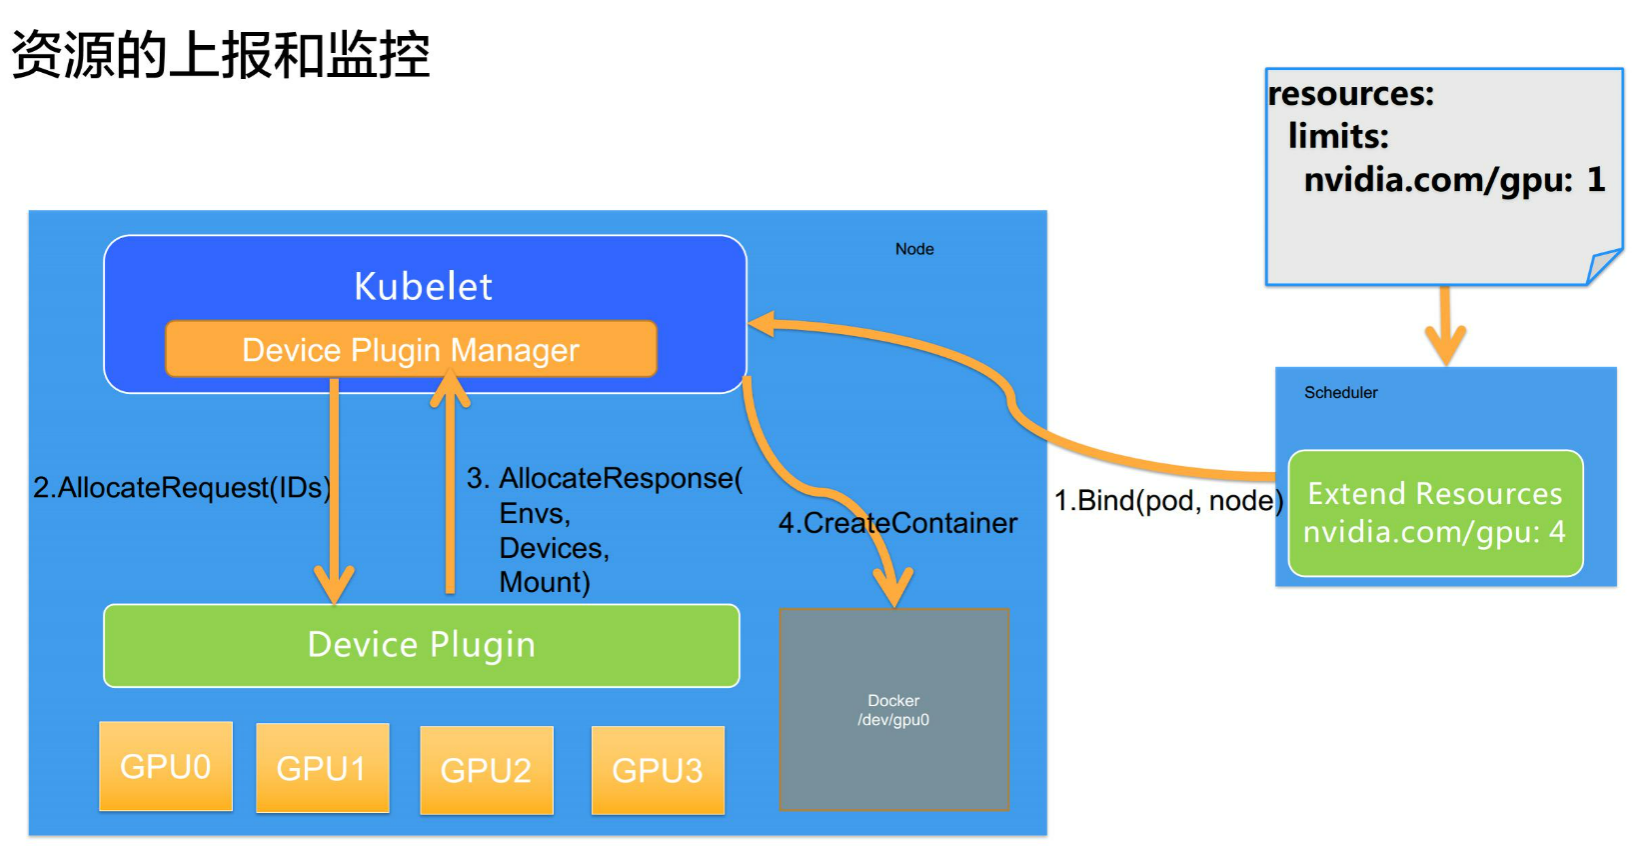 资源的上报和监控
resources:
limits:
nvidia.com/gpu: 1
Node
Kubelet
Device Plugin Manager
Scheduler
Extend Resources
nvidia.com/gpu: 4
1.Bind(pod, node)
2.AllocateRequest(IDs)
3. AllocateResponse(
Envs,
Devices,
Mount)
4.CreateContainer
Device Plugin
Docker
/dev/gpu0
GPU0
GPU1
GPU2
GPU3